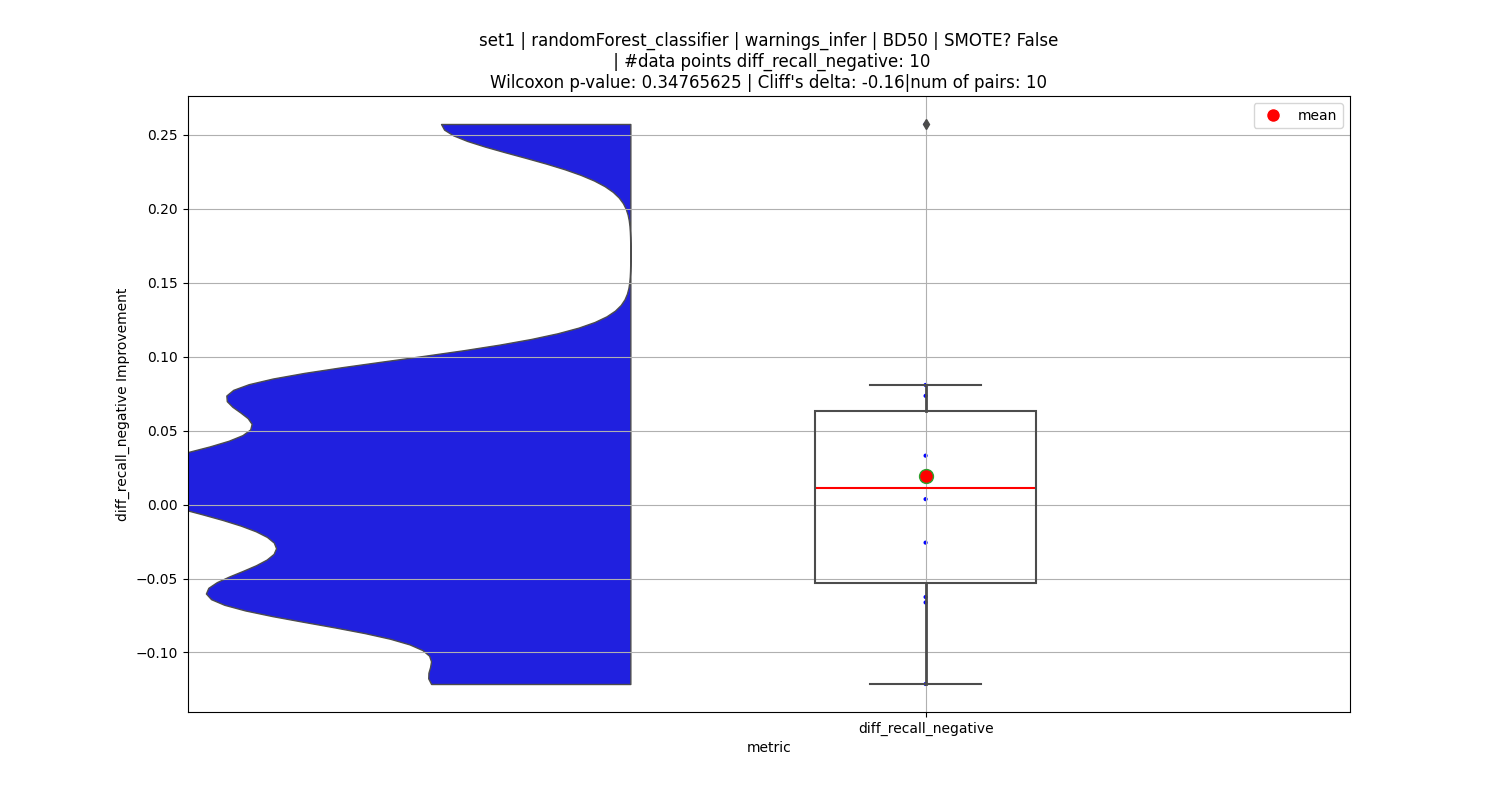 set1 | randomForest_classifier | warnings_infer | BD50 | SMOTE? False
| #data points diff_recall_negative: 10
Wilcoxon p-value: 0.34765625 | Cliff's delta: -0.16|num of pairs: 10
mean
0.25
0.20
0.15
0.10
0.05
0.00
−0.05
−0.10
diff_recall_negative Improvement
diff_recall_negative
metric